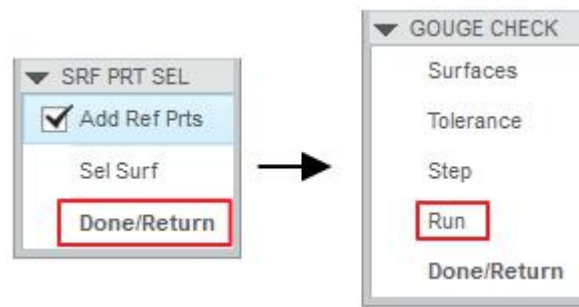 SRF PRT SEL
Add Ref Prts
Sel Surf
Done/Return
GOUGE CHECK
Surfaces
Tolerance
Step
Run
Done/Return